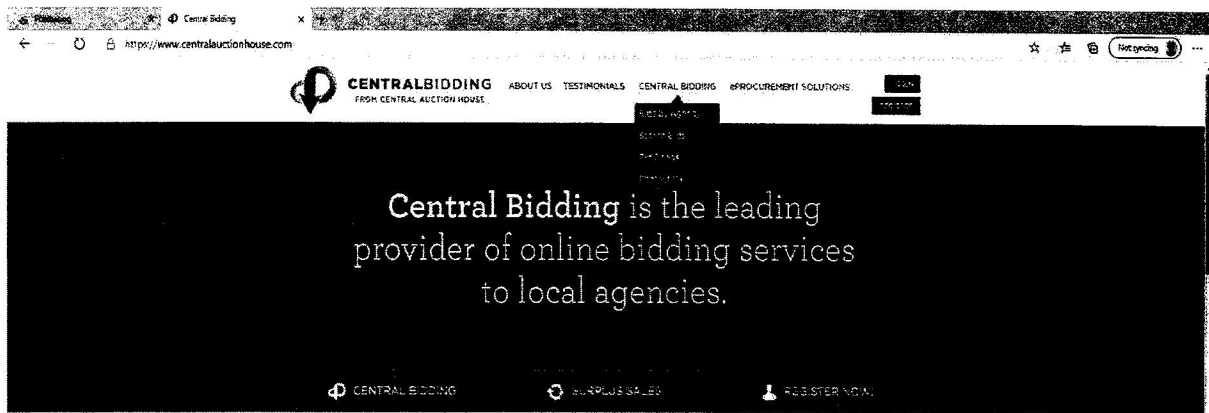 Central Bidding
https://www.centralauctionhouse.com
Not syncing
CENTRALBIDDING
FROM CENTRAL AUCTION HOUSE
ABOUT US TESTIMONIALS CENTRAL BIDDING ePROCUREMENT SOLUTIONS
Central Bidding is the leading
provider of online bidding services
to local agencies.
CENTRAL BIDDING SURPLUS SALES REGISTER NOW!